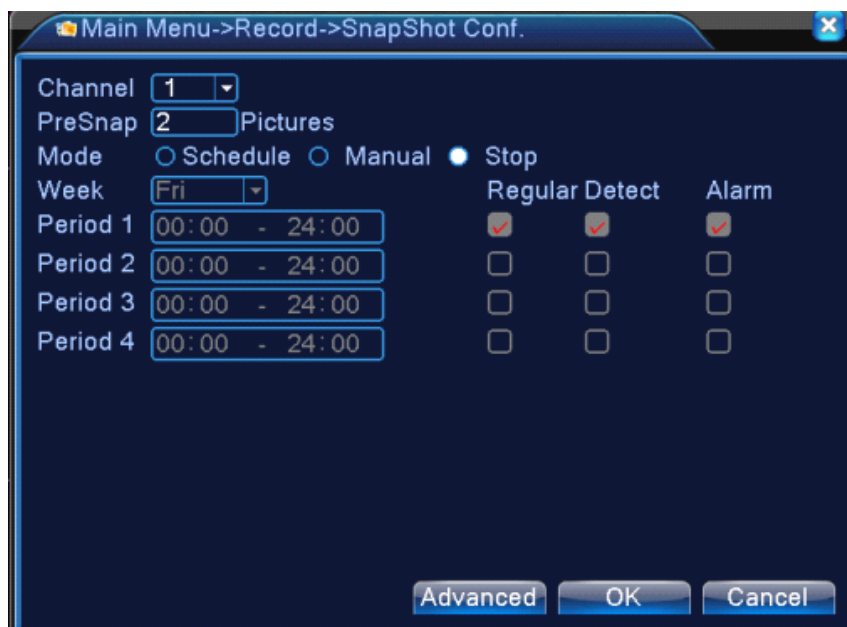 Main Menu->Record->SnapShot Conf.
Channel 1
PreSnap 2 Pictures
Mode Schedule Manual Stop
Week Fri Regular Detect Alarm
Period 1 00:00 - 24:00
Period 2 00:00 - 24:00
Period 3 00:00 - 24:00
Period 4 00:00 - 24:00
Advanced OK Cancel